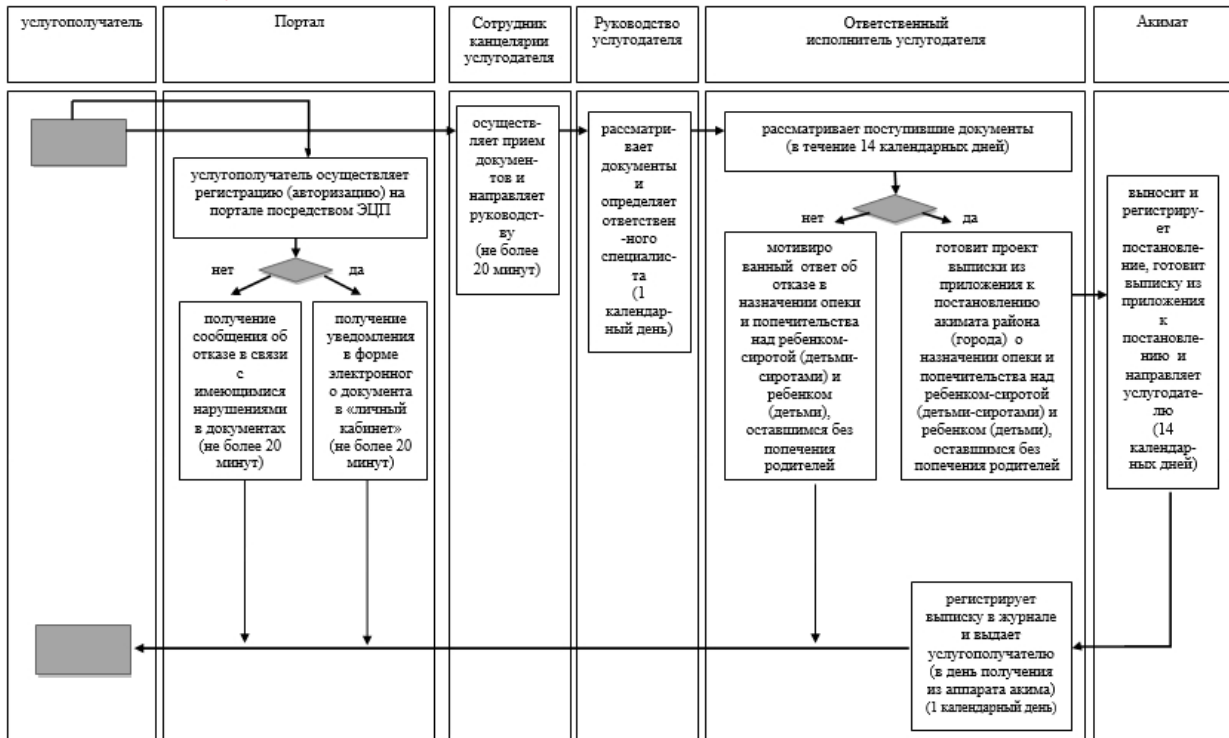 услугополучатель
Портал
Сотрудник
канцелярии
услугодателя
Руководство
услугодателя
Ответственный
исполнитель услугодателя
Акимат
услугополучатель осуществляет
регистрацию (авторизацию) на
портале посредством ЭЦП
нет
да
получение
сообщения об
отказе в связи
с
имеющимися
нарушениями
в документах
(не более 20
минут)
получение
уведомления
в форме
электронног
о документа
в «личный
кабинет»
(не более 20
минут)
осуществ-
ляет прием
докумен-
тов и
направляет
руководст-
ву
(не более
20 минут)
рассматри-
вает
документы
и
определяет
ответствен
-ного
специалис-
та
(1
календар-
ный день)
рассматривает поступившие документы
(в течение 14 календарных дней)
нет
да
мотивиро
ванный ответ об
отказе в
назначении опеки
и попечительства
над ребенком-
сиротой (детьми-
сиротами) и
ребенком
(детьми),
оставшимся без
попечения
родителей
готовит проект
выписки из
приложения к
постановлению
акимата района
(города) о
назначении опеки и
попечительства над
ребенком-сиротой
(детьми-сиротами) и
ребенком (детьми),
оставшимся без
попечения родителей
выносит и
регистриру-
ет
постановле-
ние, готовит
выписку из
приложения
к
постановле-
нию и
направляет
услугодате-
лю
(14
календар-
ных дней)
регистрирует
выписку в журнале
и выдает
услугополучателю
(в день получения
из аппарата акима)
(1 календарный день)